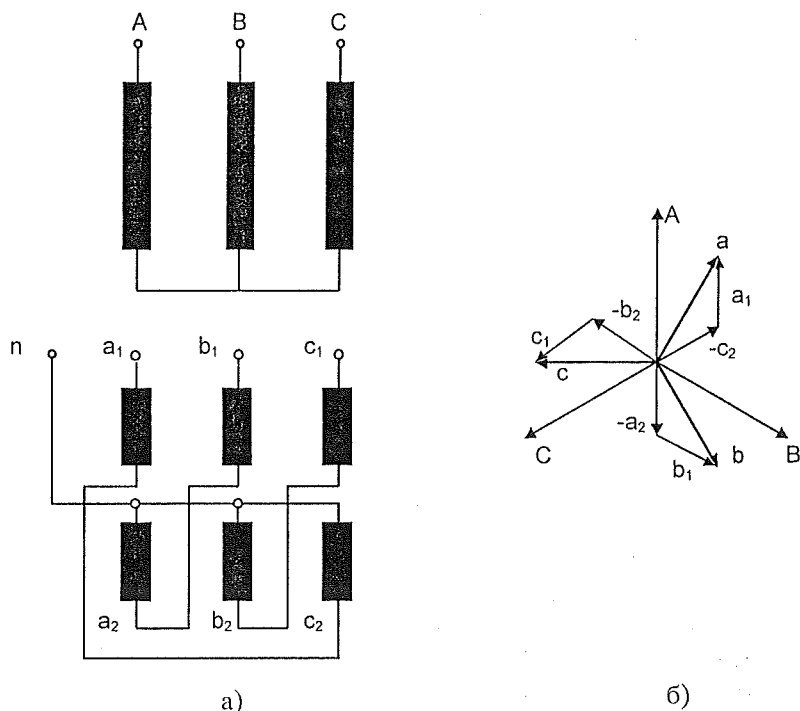 A B C
n a₁ b₁ c₁
a₂ b₂ c₂
а)
A
a
a₁
-b₂
c₁
-c₂
c
-a₂
C
b₁
b
B
б)